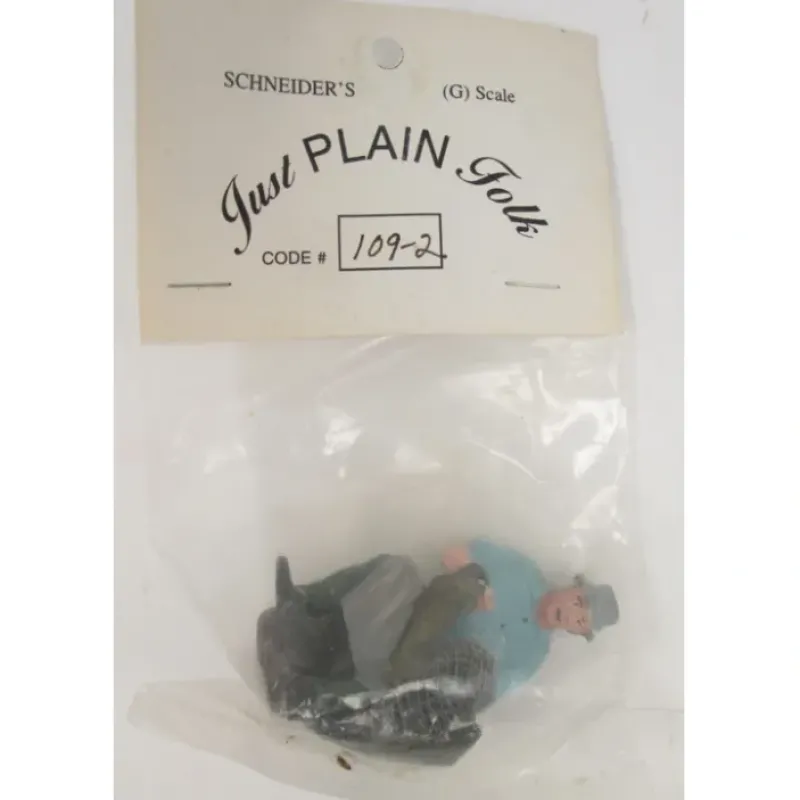 SCHNEIDER'S (G) Scale
Just PLAIN Folk
CODE # 109-2